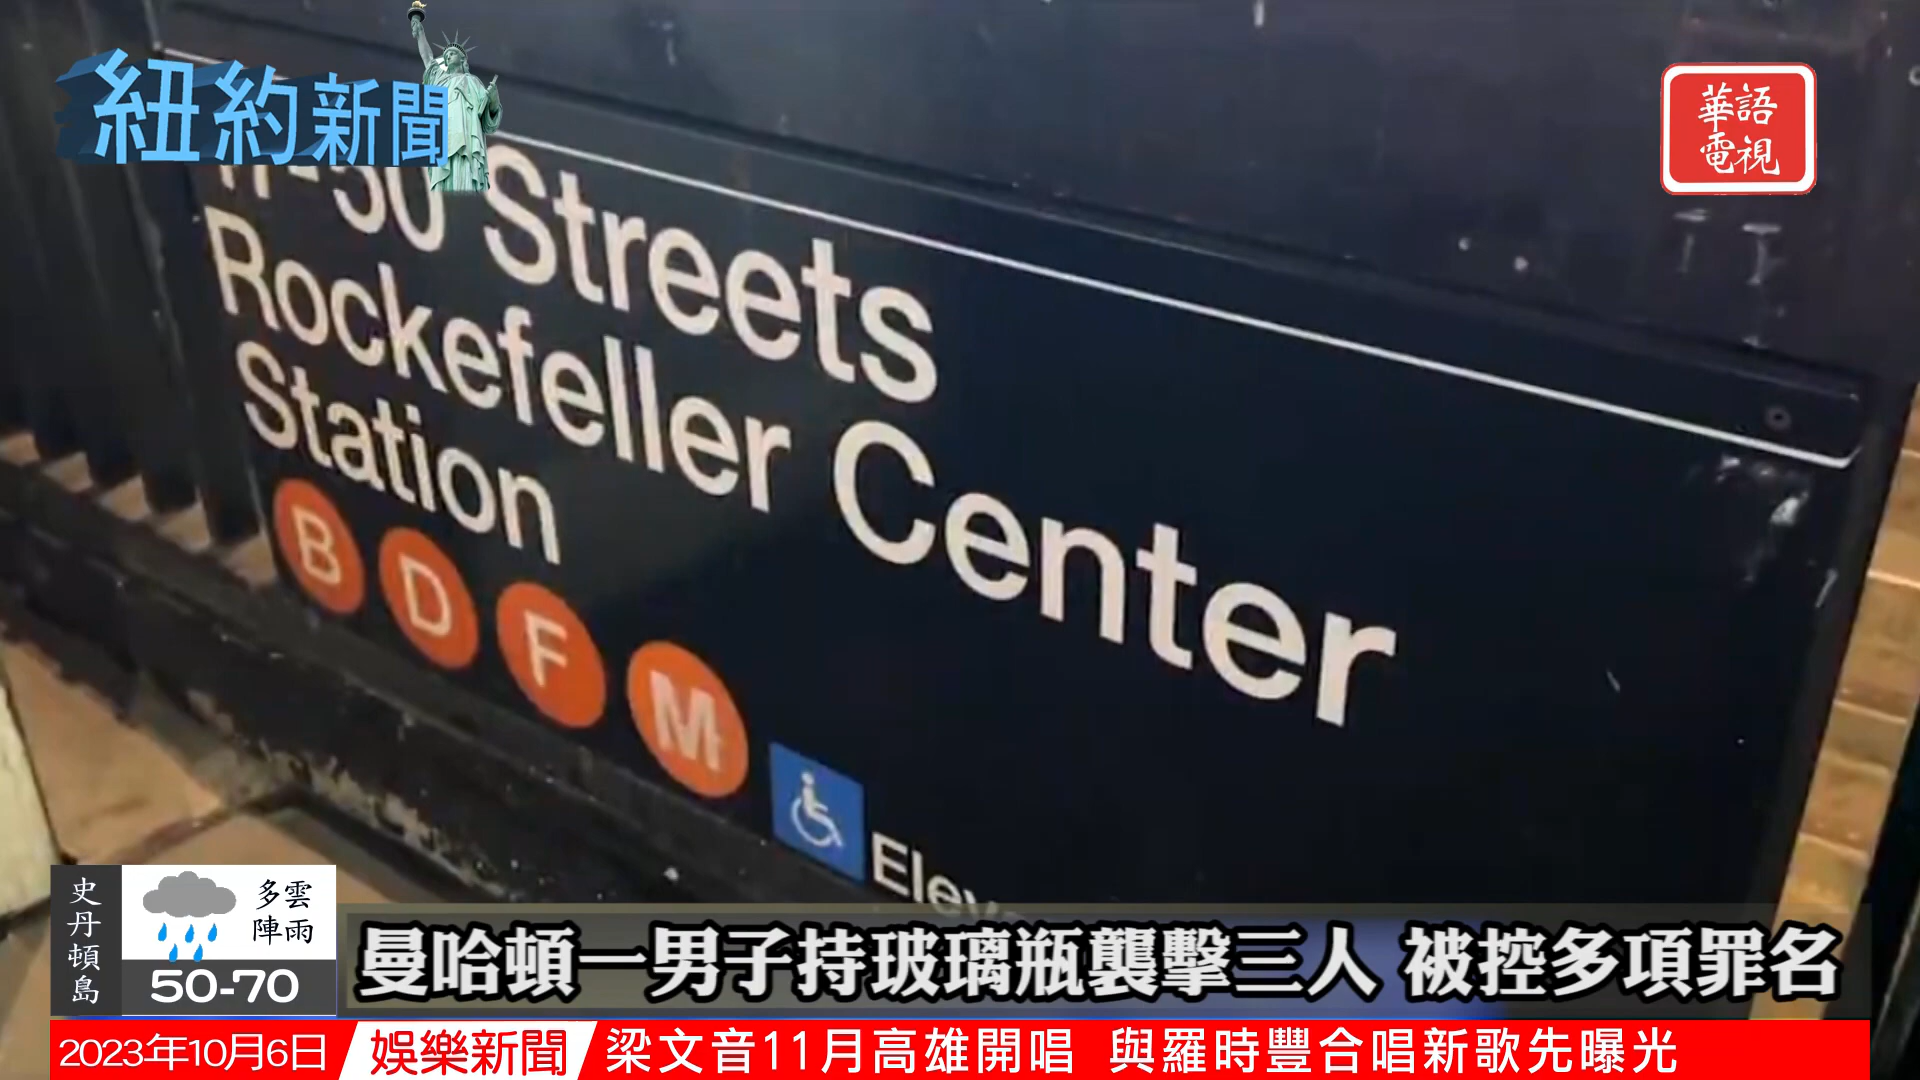 紐約新聞
華語
電視
50 Streets
Rockefeller Center
Station
B D F M
Elev
史丹頓島
多雲
陣雨
50-70
曼哈頓一男子持玻璃瓶襲擊三人 被控多項罪名
2023年10月6日 娛樂新聞 梁文音11月高雄開唱 與羅時豐合唱新歌先曝光